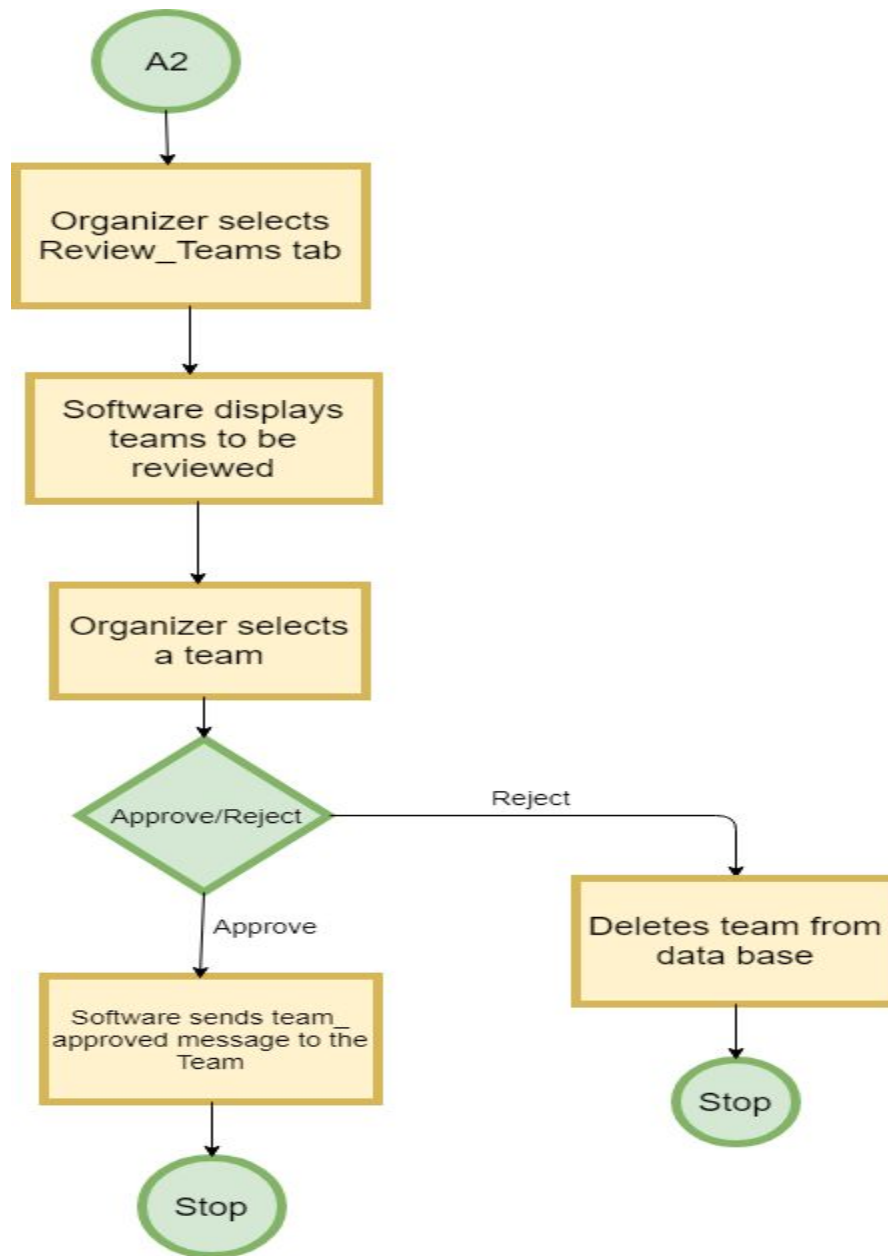 A2
Organizer selects
Review_Teams tab
Software displays
teams to be
reviewed
Organizer selects
a team
Approve/Reject
Reject
Approve
Deletes team from
data base
Software sends team_
approved message to the
Team
Stop
Stop